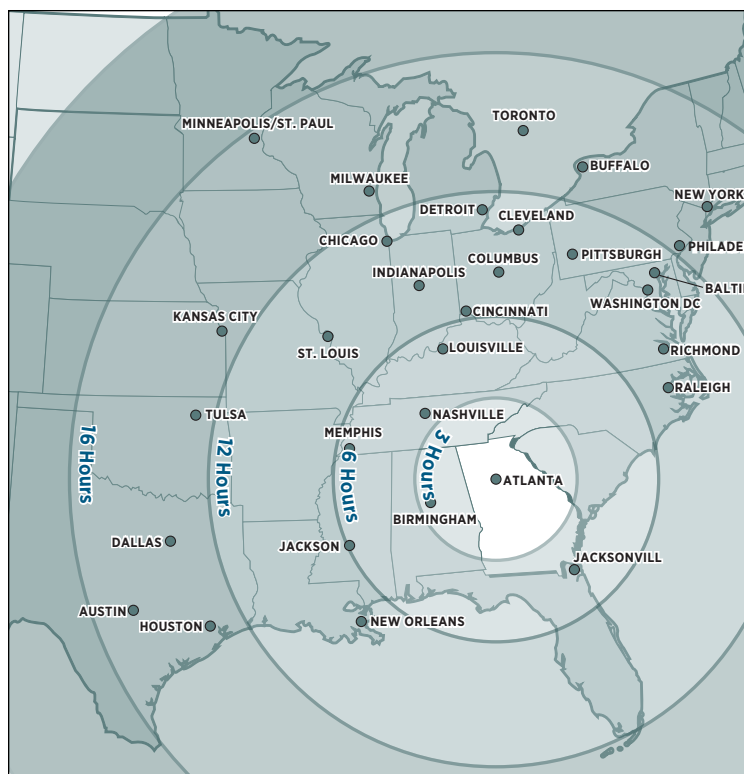 TORONTO
MINNEAPOLIS/ST. PAUL
BUFFALO
MILWAUKEE
NEW YORK
DETROIT
CLEVELAND
CHICAGO
PITTSBURGH
PHILADE
COLUMBUS
INDIANAPOLIS
BALTI
WASHINGTON DC
CINCINNATI
KANSAS CITY
ST. LOUIS
LOUISVILLE
RICHMOND
RALEIGH
TULSA
NASHVILLE
MEMPHIS
16 Hours
12 Hours
6 Hours
3 Hours
ATLANTA
BIRMINGHAM
DALLAS
JACKSON
JACKSONVILL
AUSTIN
HOUSTON
NEW ORLEANS